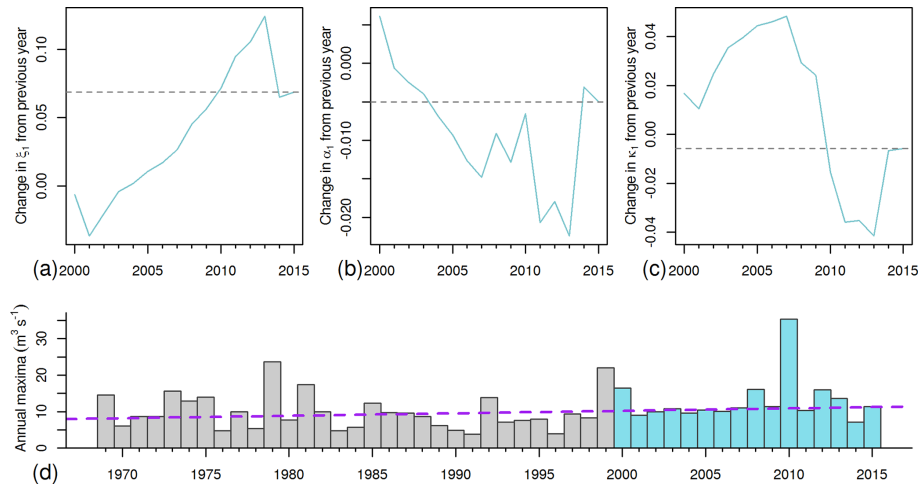 Change in ξ₁ from previous year
0.00 0.05 0.10
(a) 2000 2005 2010 2015
Change in α₁ from previous year
-0.020 -0.010 0.000
(b) 2000 2005 2010 2015
Change in κ₁ from previous year
-0.04 -0.02 0.00 0.02 0.04
(c) 2000 2005 2010 2015
Annual maxima (m³ s⁻¹)
0 10 20 30
(d) 1970 1975 1980 1985 1990 1995 2000 2005 2010 2015